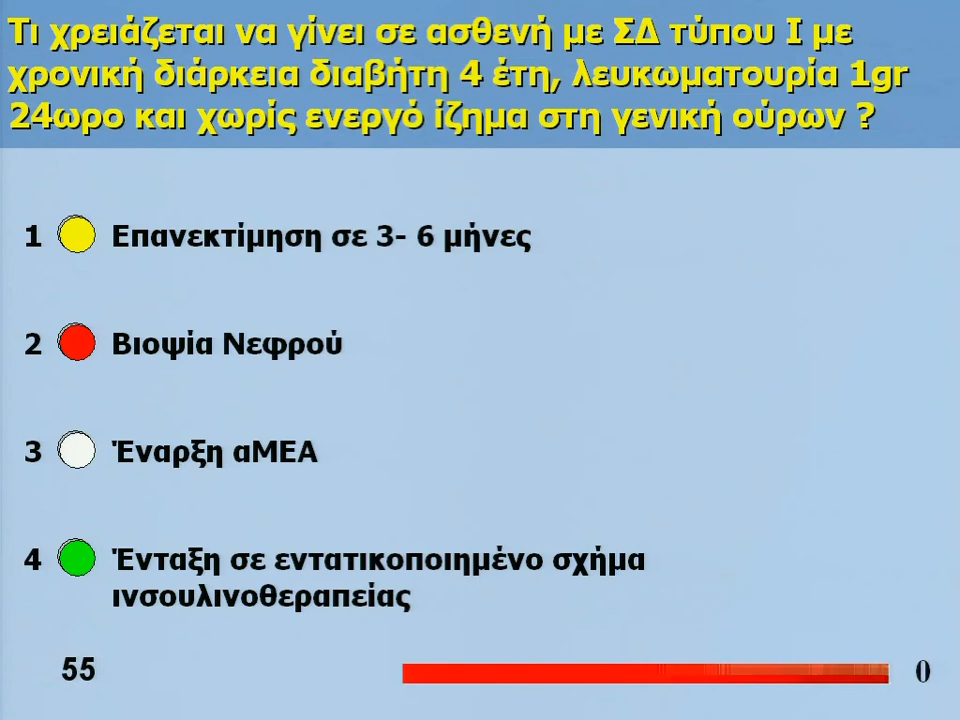 Τι χρειάζεται να γίνει σε ασθενή με ΣΔ τύπου Ι με
χρονική διάρκεια διαβήτη 4 έτη, λευκωματουρία 1gr
24ωρο και χωρίς ενεργό ίζημα στη γενική ούρων ?
1 Επανεκτίμηση σε 3- 6 μήνες
2 Βιοψία Νεφρού
3 Έναρξη αΜΕΑ
4 Ένταξη σε εντατικοποιημένο σχήμα
ινσουλινοθεραπείας
55 0